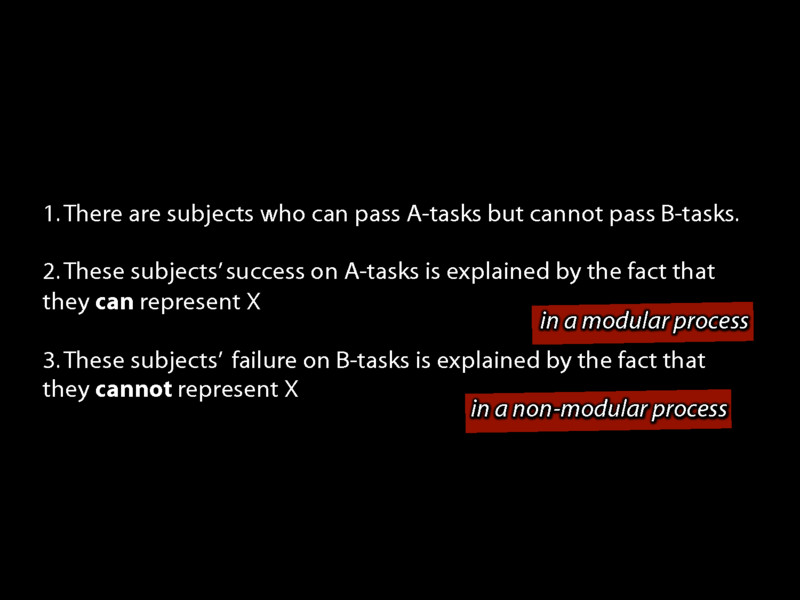 1. There are subjects who can pass A-tasks but cannot pass B-tasks.
2. These subjects’ success on A-tasks is explained by the fact that
they can represent X
in a modular process
3. These subjects’ failure on B-tasks is explained by the fact that
they cannot represent X
in a non-modular process